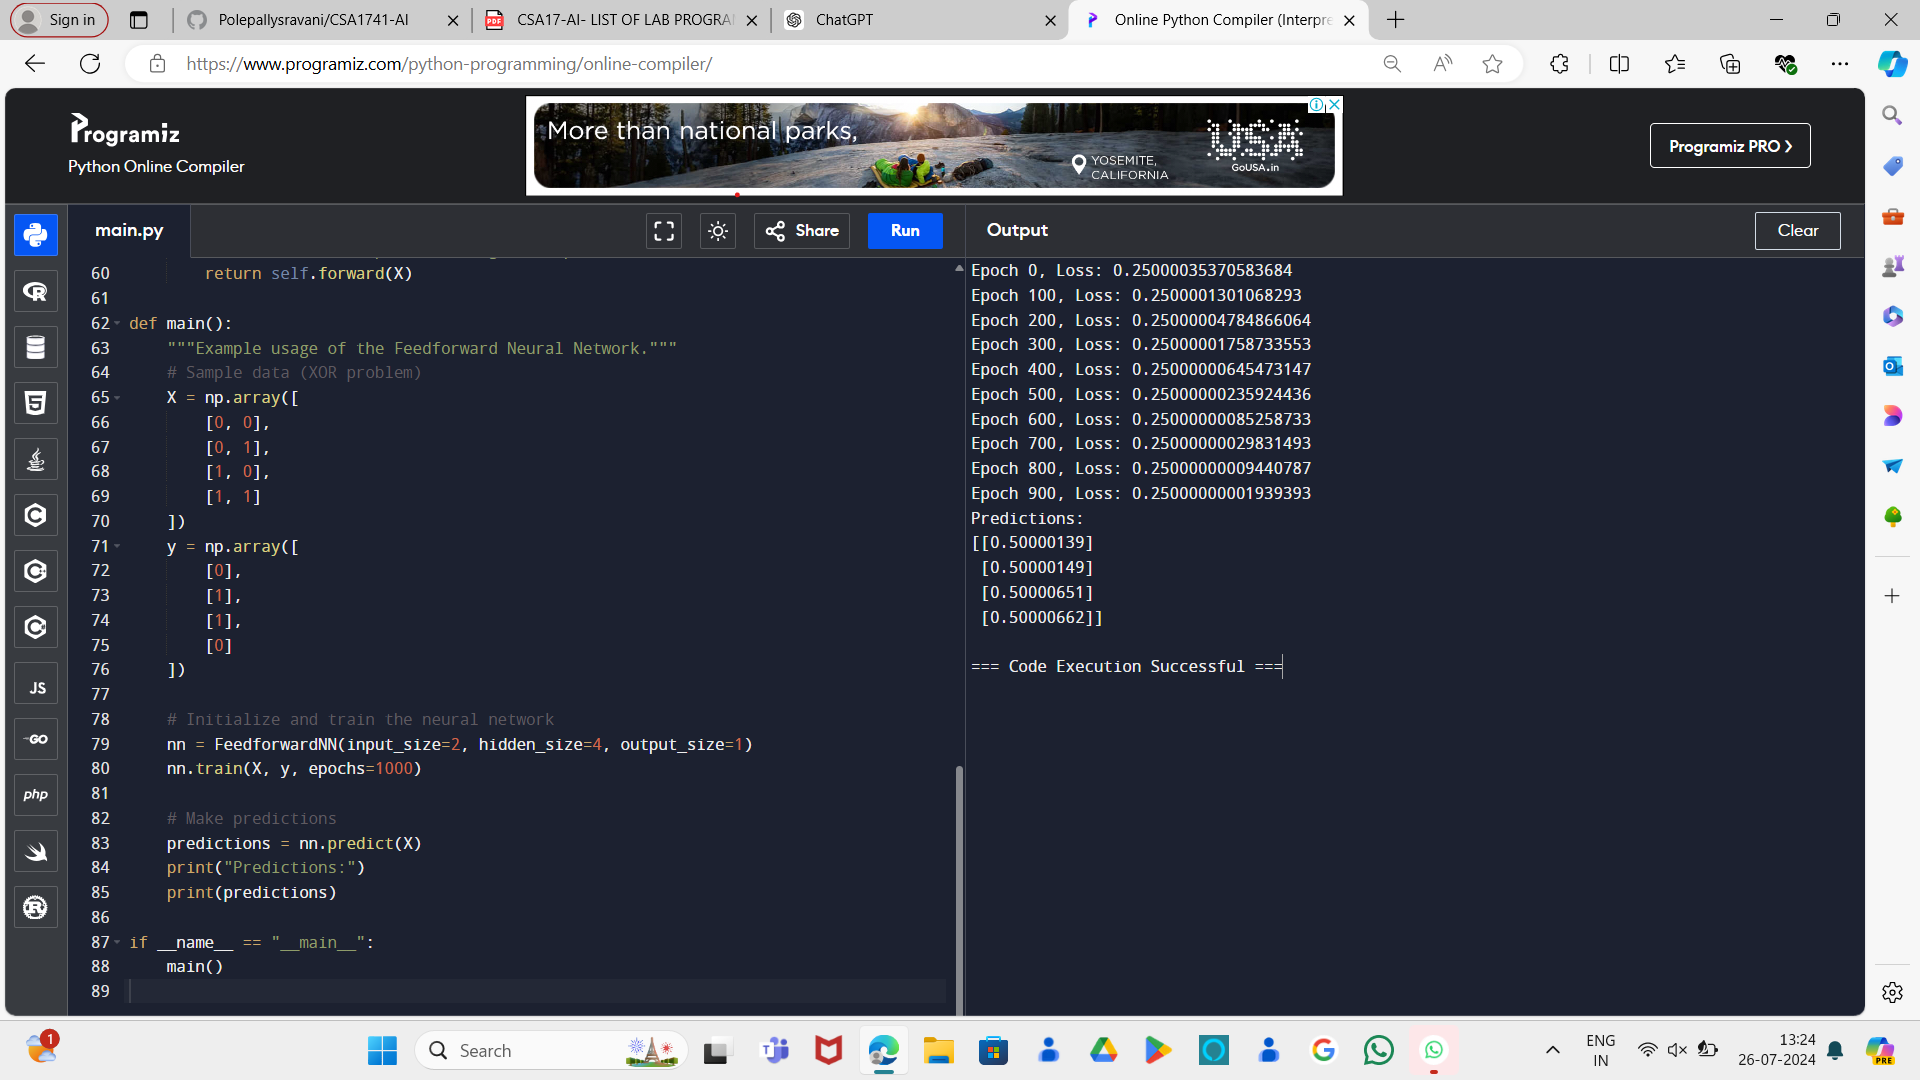 Sign in
Polepallysravani/CSA1741-AI
CSA17-AI- LIST OF LAB PROGRA
ChatGPT
Online Python Compiler (Interpre
https://www.programiz.com/python-programming/online-compiler/
Programiz
Python Online Compiler
More than national parks,
YOSEMITE,
CALIFORNIA
USA
GoUSA.in
Programiz PRO
main.py
Share
Run
Output
Clear
60 return self.forward(X)
61
62 def main():
63 """Example usage of the Feedforward Neural Network."""
64 # Sample data (XOR problem)
65 X = np.array([
66 [0, 0],
67 [0, 1],
68 [1, 0],
69 [1, 1]
70 ])
71 y = np.array([
72 [0],
73 [1],
74 [1],
75 [0]
76 ])
77
78 # Initialize and train the neural network
79 nn = FeedforwardNN(input_size=2, hidden_size=4, output_size=1)
80 nn.train(X, y, epochs=1000)
81
82 # Make predictions
83 predictions = nn.predict(X)
84 print("Predictions:")
85 print(predictions)
86
87 if __name__ == "__main__":
88 main()
89
Epoch 0, Loss: 0.25000035370583684
Epoch 100, Loss: 0.2500001301068293
Epoch 200, Loss: 0.25000004784866064
Epoch 300, Loss: 0.25000001758733553
Epoch 400, Loss: 0.25000000645473147
Epoch 500, Loss: 0.25000000235924436
Epoch 600, Loss: 0.25000000085258733
Epoch 700, Loss: 0.25000000029831493
Epoch 800, Loss: 0.25000000009440787
Epoch 900, Loss: 0.25000000001939393
Predictions:
[[0.50000139]
[0.50000149]
[0.50000651]
[0.50000662]]
=== Code Execution Successful ===
JS
GO
php
1
Search
ENG
IN
13:24
26-07-2024
PRE